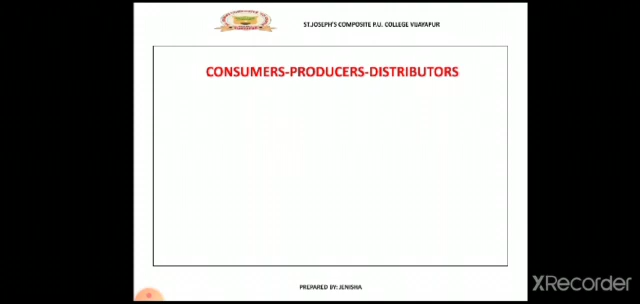 ST.JOSEPH'S COMPOSITE P.U. COLLEGE VIJAYAPUR
CONSUMERS-PRODUCERS-DISTRIBUTORS
PREPARED BY: JENISHA
XRecorder